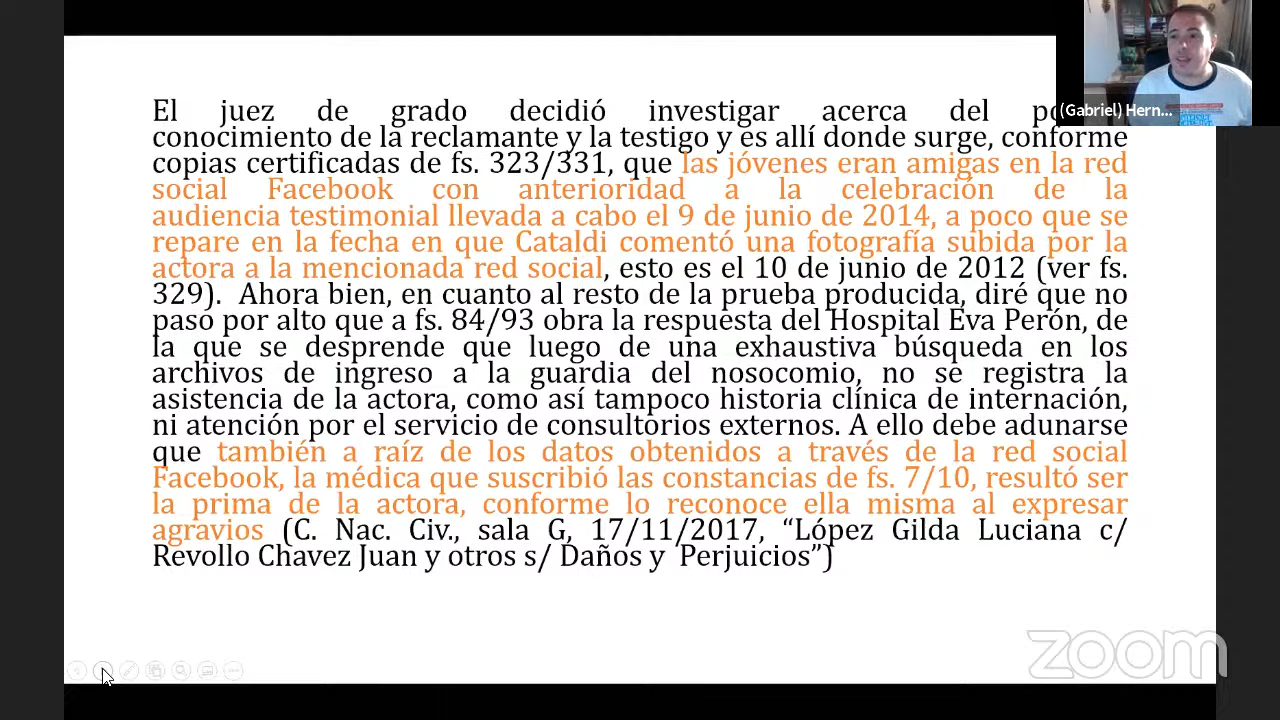 El juez de grado decidió investigar acerca del
conocimiento de la reclamante y la testigo y es allí donde surge, conforme
copias certificadas de fs. 323/331, que las jóvenes eran amigas en la red
social Facebook con anterioridad a la celebración de la
audiencia testimonial llevada a cabo el 9 de junio de 2014, a poco que se
repare en la fecha en que Cataldi comentó una fotografía subida por la
actora a la mencionada red social, esto es el 10 de junio de 2012 (ver fs.
329). Ahora bien, en cuanto al resto de la prueba producida, diré que no
paso por alto que a fs. 84/93 obra la respuesta del Hospital Eva Perón, de
la que se desprende que luego de una exhaustiva búsqueda en los
archivos de ingreso a la guardia del nosocomio, no se registra la
asistencia de la actora, como así tampoco historia clínica de internación,
ni atención por el servicio de consultorios externos. A ello debe adunarse
que también a raíz de los datos obtenidos a través de la red social
Facebook, la médica que suscribió las constancias de fs. 7/10, resultó ser
la prima de la actora, conforme lo reconoce ella misma al expresar
agravios (C. Nac. Civ., sala G, 17/11/2017, “López Gilda Luciana c/
Revollo Chavez Juan y otros s/ Daños y Perjuicios”)
(Gabriel) Hern...
zoom